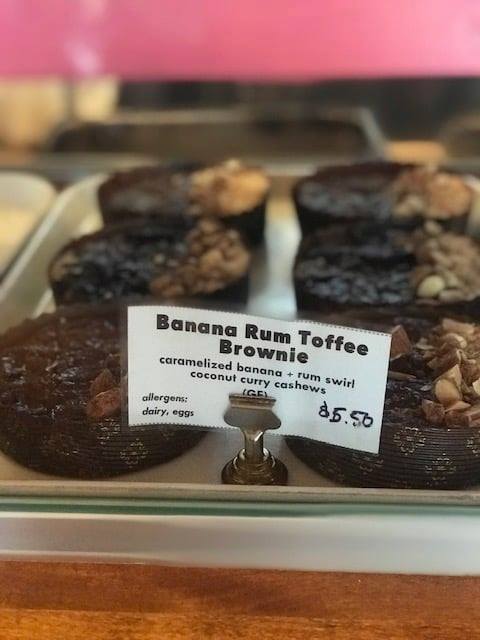 Banana Rum Toffee
Brownie
caramelized banana + rum swirl
coconut curry cashews
(GF)
allergens:
dairy, eggs
$5.50